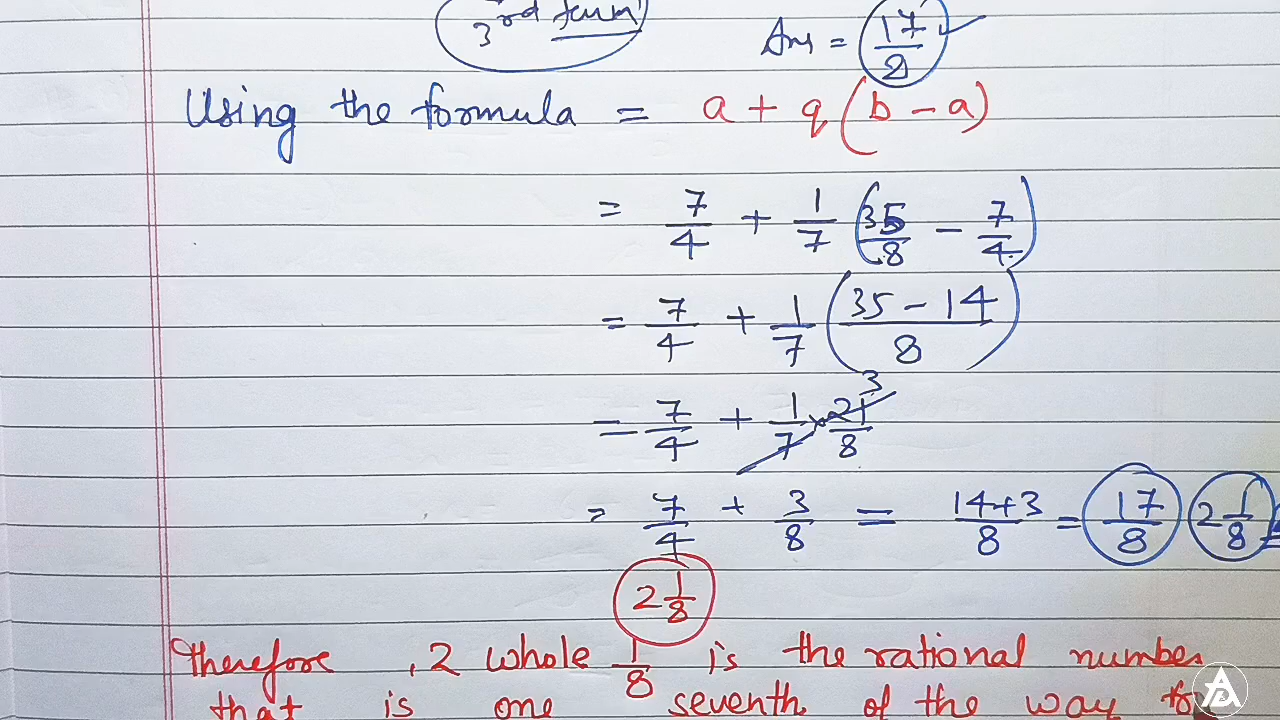 3rd term
Ans = 17/2
Using the formula = a + q (b - a)
= 7/4 + 1/7 (35/8 - 7/4)
= 7/4 + 1/7 (35 - 14/8)
= 7/4 + 1/7 × 21/8 3
= 7/4 + 3/8 = 14+3/8 = 17/8 2 1/8
2 1/8
therefore , 2 whole 1/8 is the rational number
that is one seventh of the way